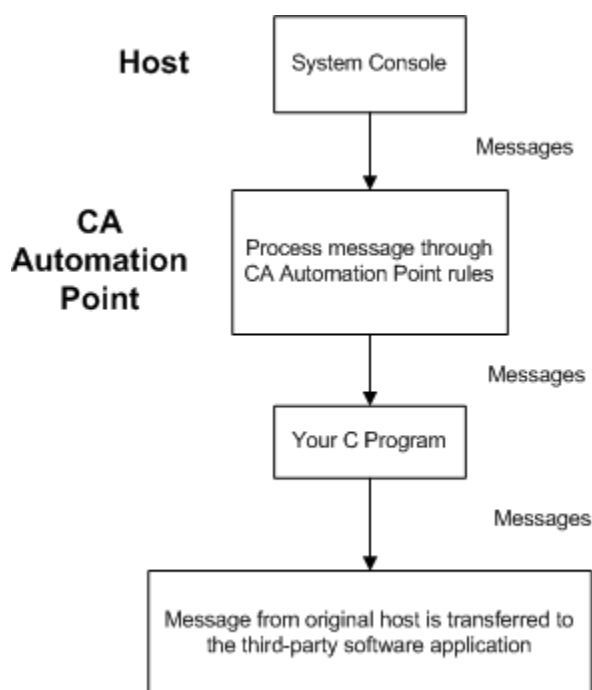 Host
System Console
Messages
CA
Automation
Point
Process message through
CA Automation Point rules
Messages
Your C Program
Messages
Message from original host is transferred to
the third-party software application